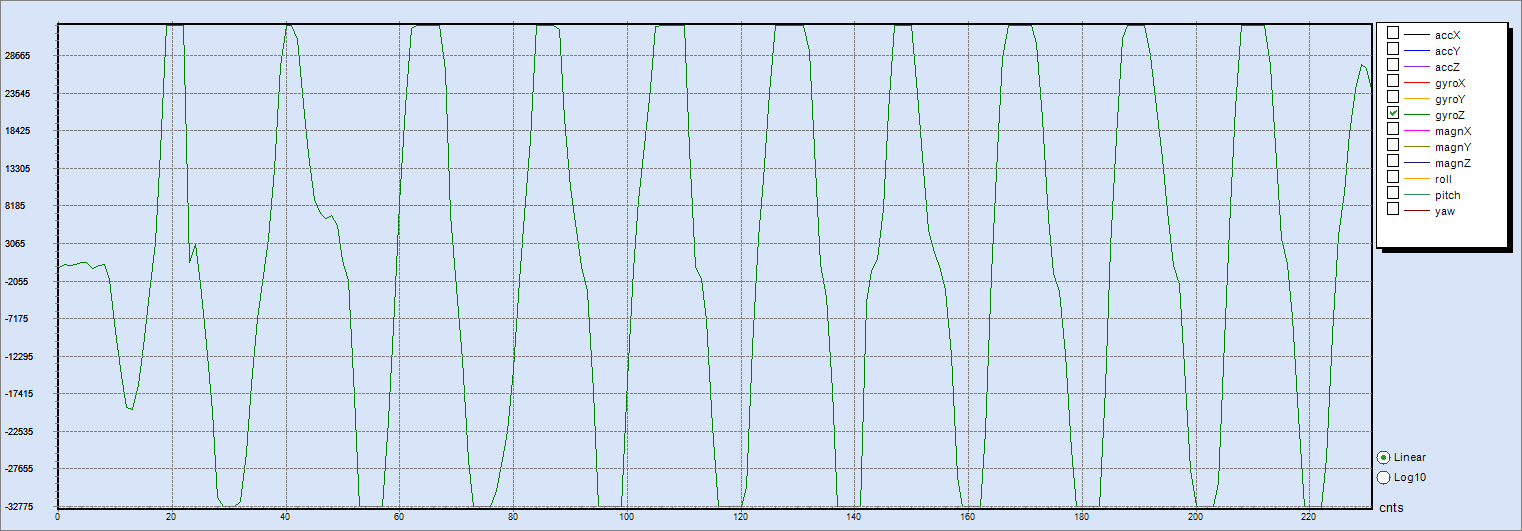 28665
23545
18425
13305
8185
3065
-2055
-7175
-12295
-17415
-22535
-27655
-32775
0 20 40 60 80 100 120 140 160 180 200 220
cnts
accX
accY
accZ
gyroX
gyroY
gyroZ
magnX
magnY
magnZ
roll
pitch
yaw
Linear
Log10